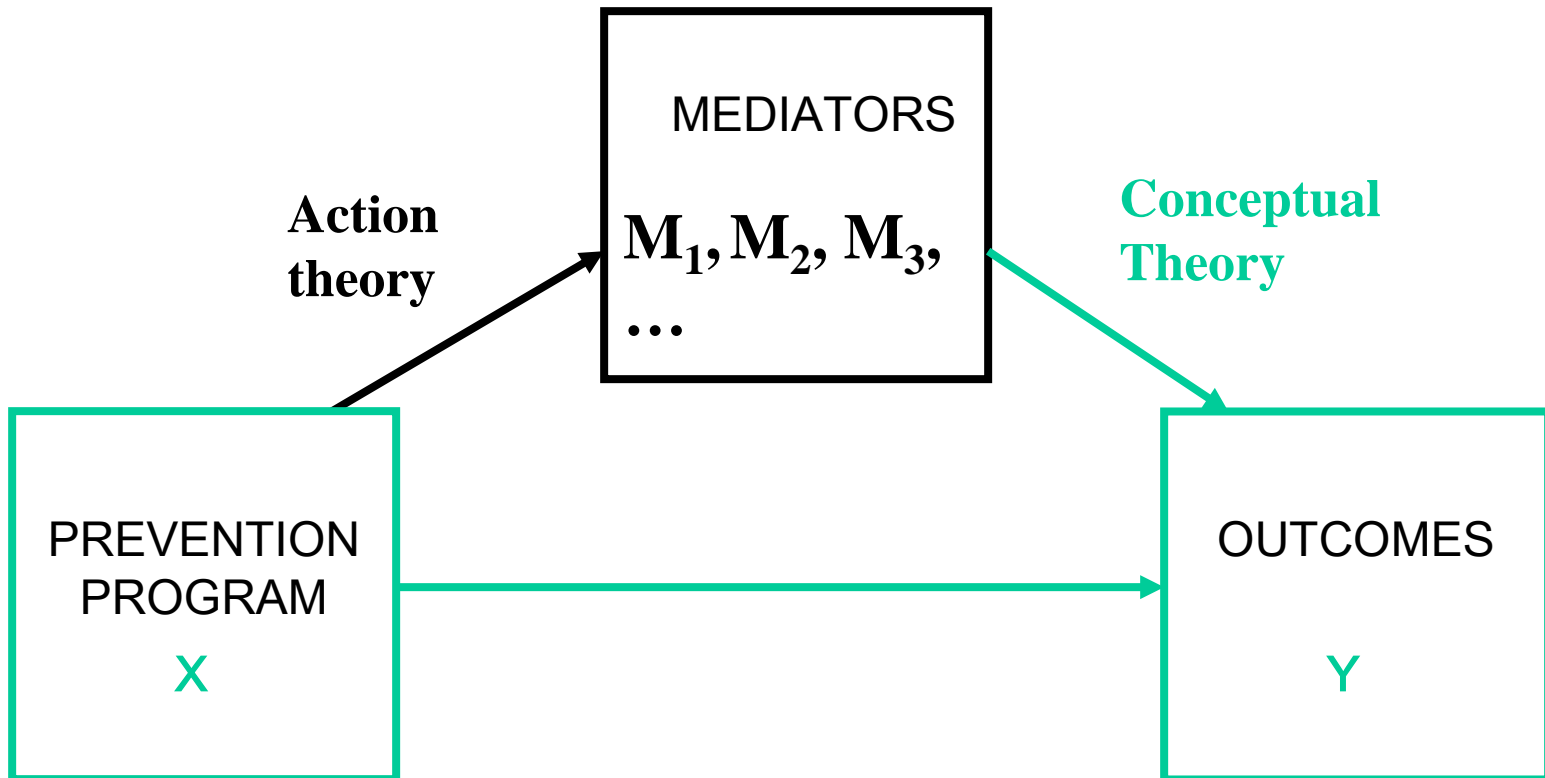 MEDIATORS
Action
theory
M₁, M₂, M₃,
…
Conceptual
Theory
PREVENTION
PROGRAM
X
OUTCOMES
Y